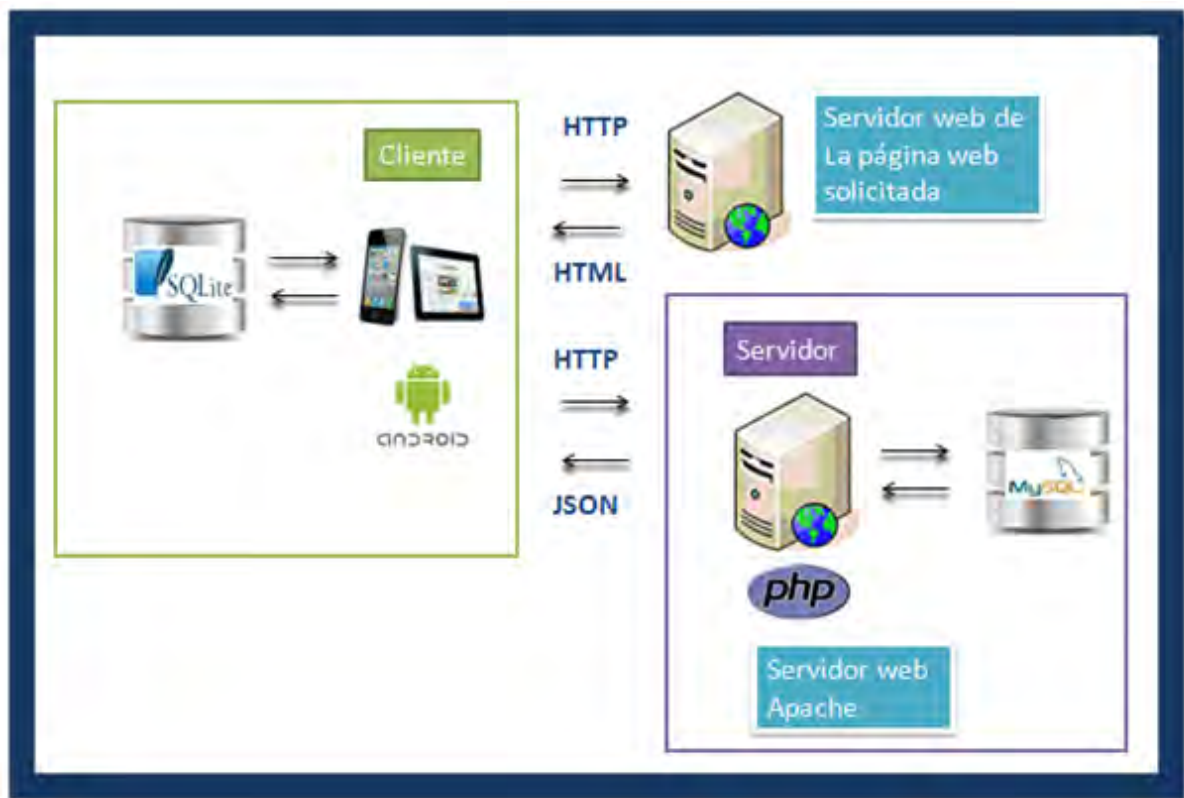 Cliente
SQLite
ANDROID
HTTP
HTML
Servidor web de
La página web
solicitada
HTTP
JSON
Servidor
MySQL
php
Servidor web
Apache